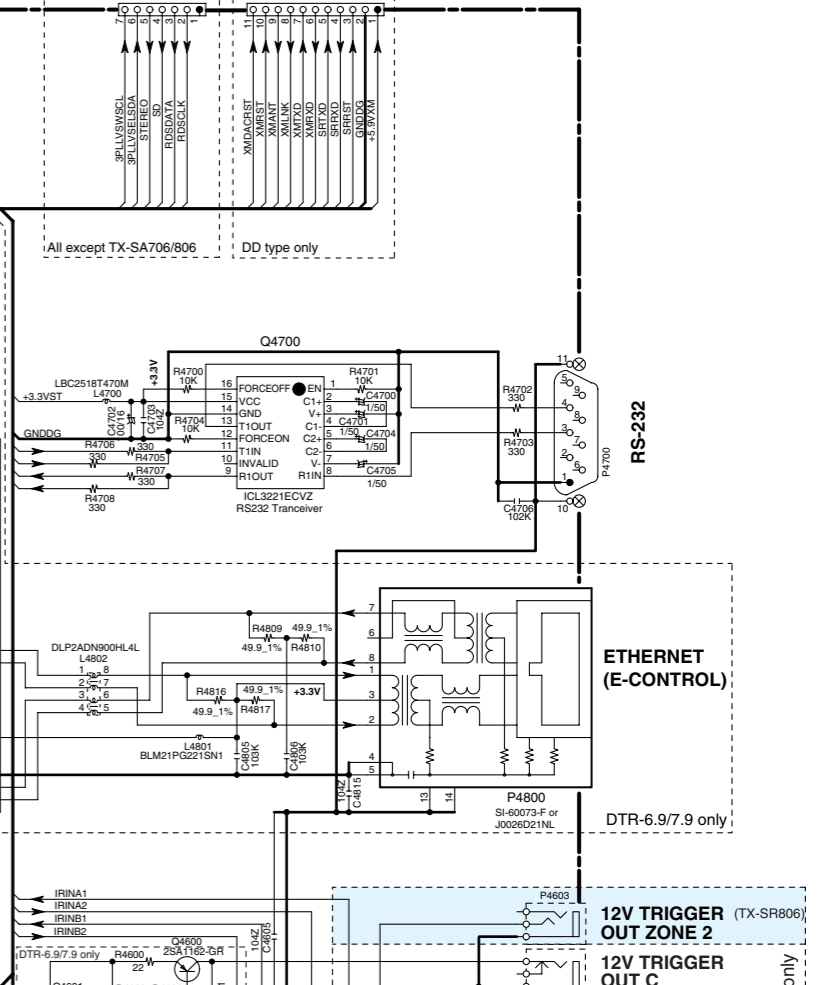 7 6 5 4 3 2 1
11 10 9 8 7 6 5 4 3 2 1
3PLLVSWSCL
3PLLVSELSDA
STEREO
SD
RDSDATA
RDSCLK
XMDACRST
XMRST
XMANT
XMLNK
XMTXD
XMRXD
SRTXD
SRRXD
SRRST
GNDDG
+5.9VXM
All except TX-SA706/806
DD type only
Q4700
LBC2518T470M
L4700
+3.3VST
+3.3V
C4702
00/16
C4703
104Z
GNDDG
R4700
10K
R4704
10K
R4706
330
330
R4705
R4707
330
R4708
330
16 FORCEOFF EN 1
15 VCC C1+ 2
14 GND V+ 3
13 T1OUT C1- 4
12 FORCEON C2+ 5
11 T1IN C2- 6
10 INVALID V- 7
9 R1OUT R1IN 8
ICL3221ECVZ
RS232 Tranceiver
R4701
10K
C4700
1/50
C4701
1/50
C4704
1/50
C4705
1/50
R4702
330
R4703
330
C4706
102K
11
5
9
4
8
3
7
2
6
1
10
P4700
RS-232
DLP2ADN900HL4L
L4802
1 8
2 7
3 6
4 5
R4809 49.9_1%
49.9_1% R4810
R4816 49.9_1%
49.9_1% R4817
+3.3V
L4801
BLM21PG221SN1
C4805
103K
C4806
103K
104Z
C4815
7
6
8
1
3
2
4
5
13 14
ETHERNET
(E-CONTROL)
P4800
SI-60073-F or
J0026D21NL
DTR-6.9/7.9 only
IRINA1
IRINA2
IRINB1
IRINB2
DTR-6.9/7.9 only
R4600
22
Q4600
2SA1162-GR
104Z
C4605
P4603
12V TRIGGER (TX-SR806)
OUT ZONE 2
12V TRIGGER
OUT C
only